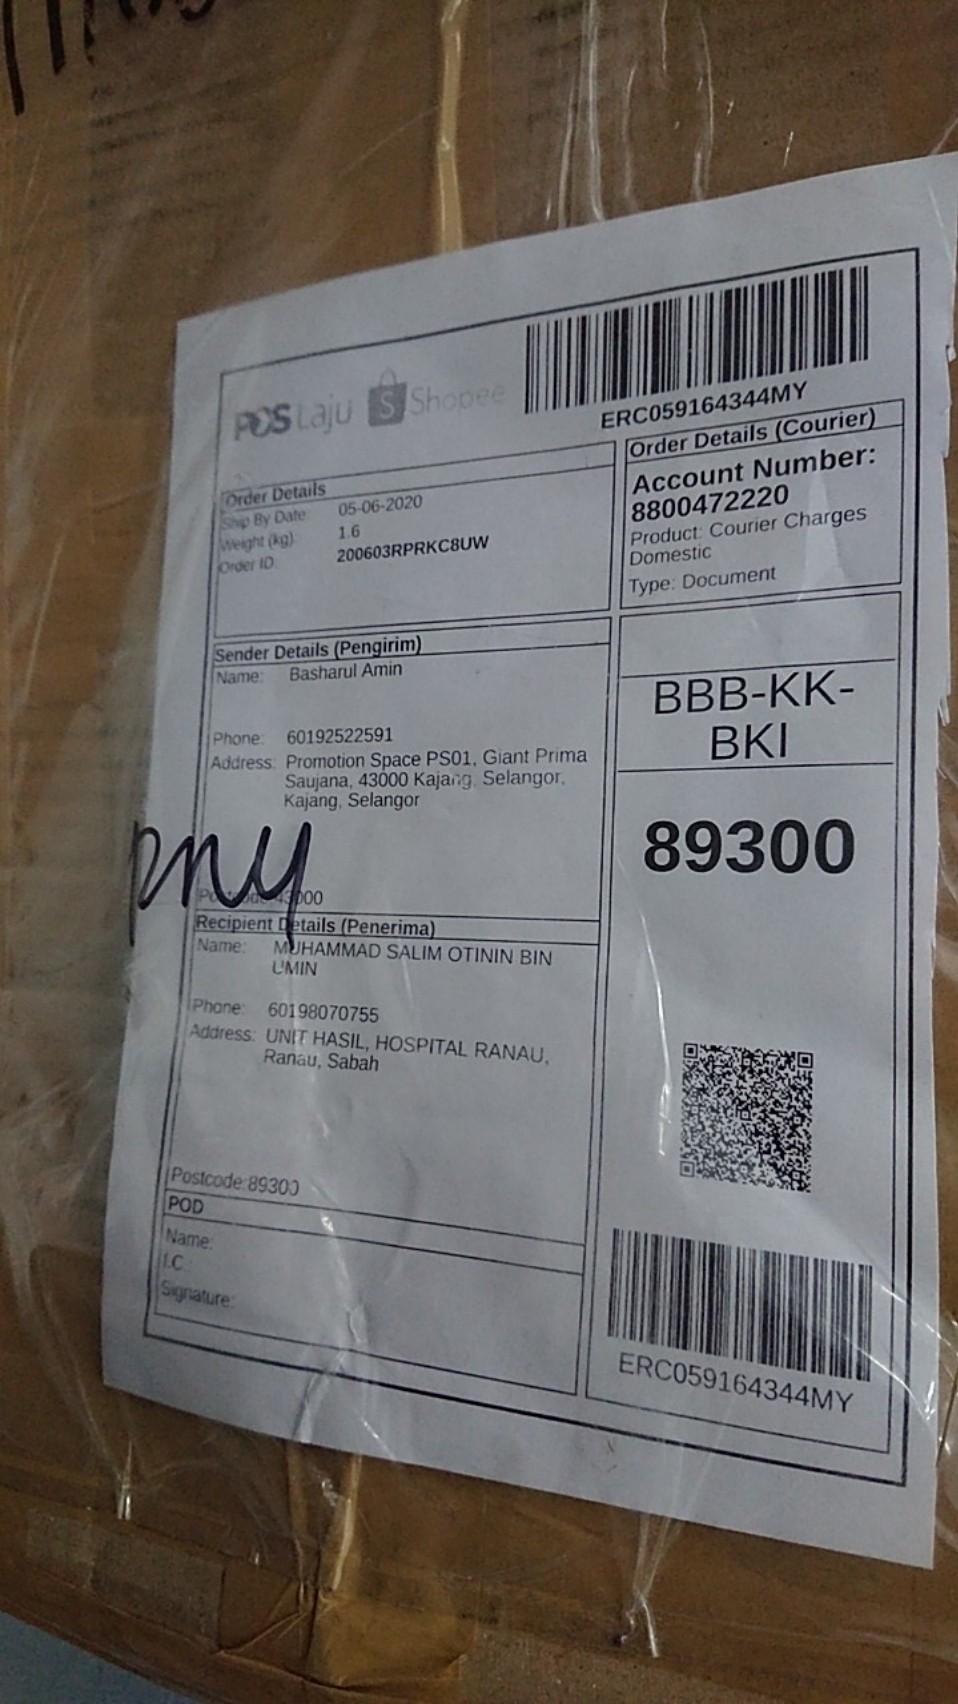 POS Laju Shopee
ERC059164344MY
Order Details
Ship By Date: 05-06-2020
Weight (kg): 1.6
Order ID: 200603RPRKC8UW
Order Details (Courier)
Account Number:
8800472220
Product: Courier Charges
Domestic
Type: Document
Sender Details (Pengirim)
Name: Basharul Amin
Phone: 60192522591
Address: Promotion Space PS01, Giant Prima
Saujana, 43000 Kajang, Selangor,
Kajang, Selangor
Postcode: 43000
BBB-KK-
BKI
89300
Recipient Details (Penerima)
Name: MUHAMMAD SALIM OTININ BIN
UMIN
Phone: 60198070755
Address: UNIT HASIL, HOSPITAL RANAU,
Ranau, Sabah
Postcode: 89300
POD
Name:
I.C
Signature:
ERC059164344MY